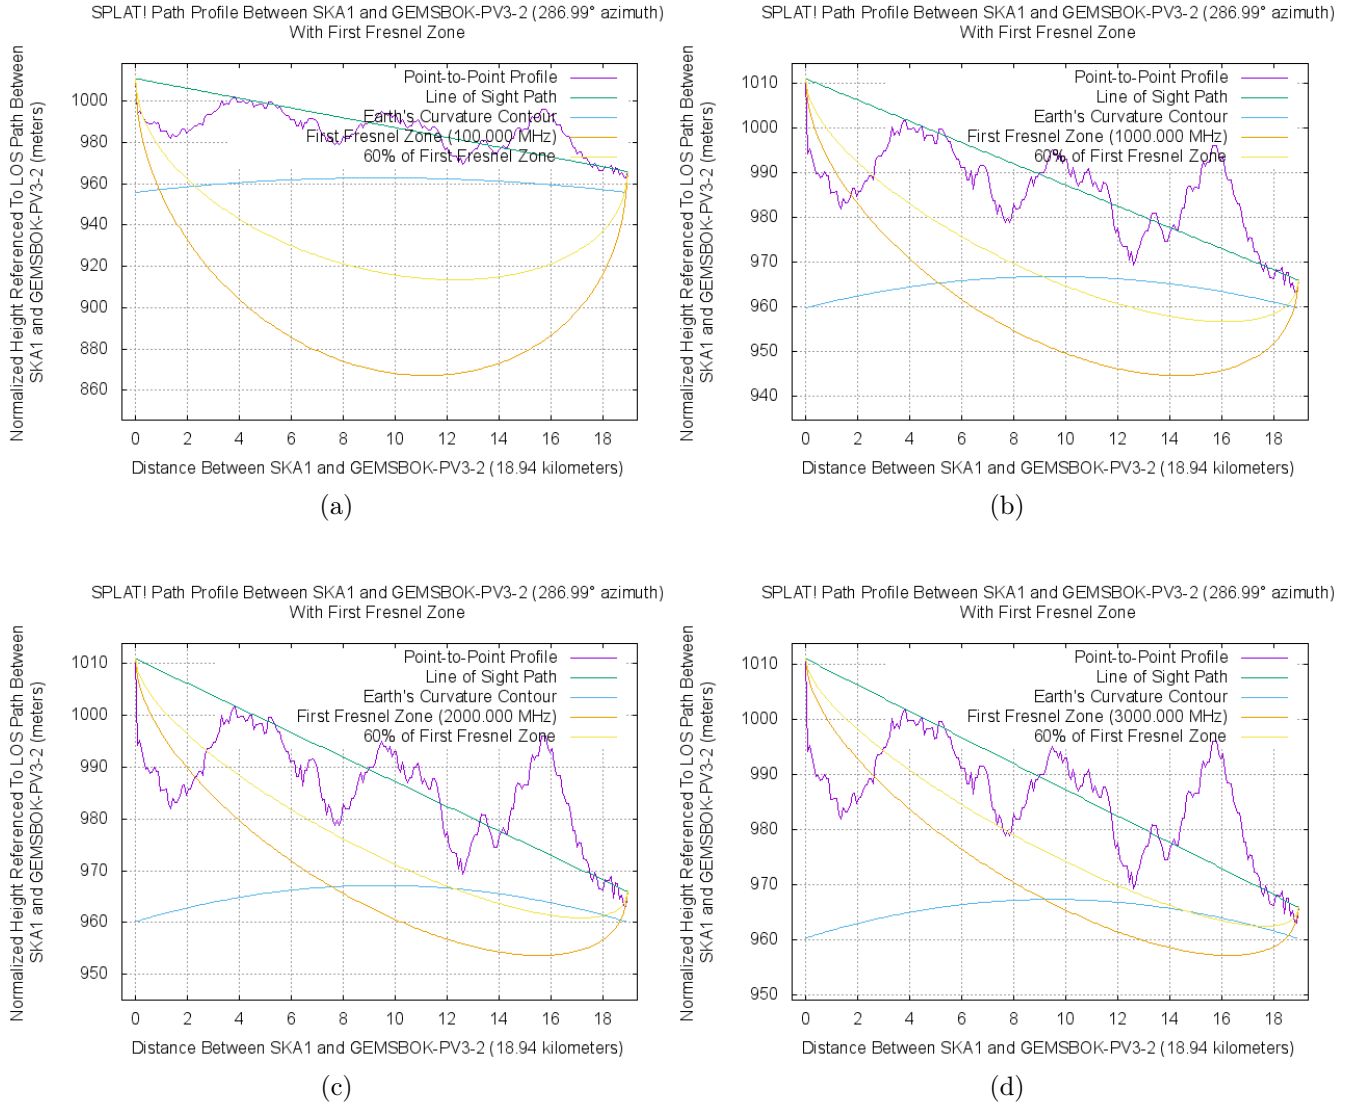 SPLAT! Path Profile Between SKA1 and GEMSBOK-PV3-2 (286.99° azimuth)
With First Fresnel Zone
Normalized Height Referenced To LOS Path Between
SKA1 and GEMSBOK-PV3-2 (meters)
Point-to-Point Profile
Line of Sight Path
Earth's Curvature Contour
First Fresnel Zone (100.000 MHz)
60% of First Fresnel Zone
1000
980
960
940
920
900
880
860
0 2 4 6 8 10 12 14 16 18
Distance Between SKA1 and GEMSBOK-PV3-2 (18.94 kilometers)
(a)
SPLAT! Path Profile Between SKA1 and GEMSBOK-PV3-2 (286.99° azimuth)
With First Fresnel Zone
Normalized Height Referenced To LOS Path Between
SKA1 and GEMSBOK-PV3-2 (meters)
Point-to-Point Profile
Line of Sight Path
Earth's Curvature Contour
First Fresnel Zone (1000.000 MHz)
60% of First Fresnel Zone
1010
1000
990
980
970
960
950
940
0 2 4 6 8 10 12 14 16 18
Distance Between SKA1 and GEMSBOK-PV3-2 (18.94 kilometers)
(b)
SPLAT! Path Profile Between SKA1 and GEMSBOK-PV3-2 (286.99° azimuth)
With First Fresnel Zone
Normalized Height Referenced To LOS Path Between
SKA1 and GEMSBOK-PV3-2 (meters)
Point-to-Point Profile
Line of Sight Path
Earth's Curvature Contour
First Fresnel Zone (2000.000 MHz)
60% of First Fresnel Zone
1010
1000
990
980
970
960
950
0 2 4 6 8 10 12 14 16 18
Distance Between SKA1 and GEMSBOK-PV3-2 (18.94 kilometers)
(c)
SPLAT! Path Profile Between SKA1 and GEMSBOK-PV3-2 (286.99° azimuth)
With First Fresnel Zone
Normalized Height Referenced To LOS Path Between
SKA1 and GEMSBOK-PV3-2 (meters)
Point-to-Point Profile
Line of Sight Path
Earth's Curvature Contour
First Fresnel Zone (3000.000 MHz)
60% of First Fresnel Zone
1010
1000
990
980
970
960
950
0 2 4 6 8 10 12 14 16 18
Distance Between SKA1 and GEMSBOK-PV3-2 (18.94 kilometers)
(d)